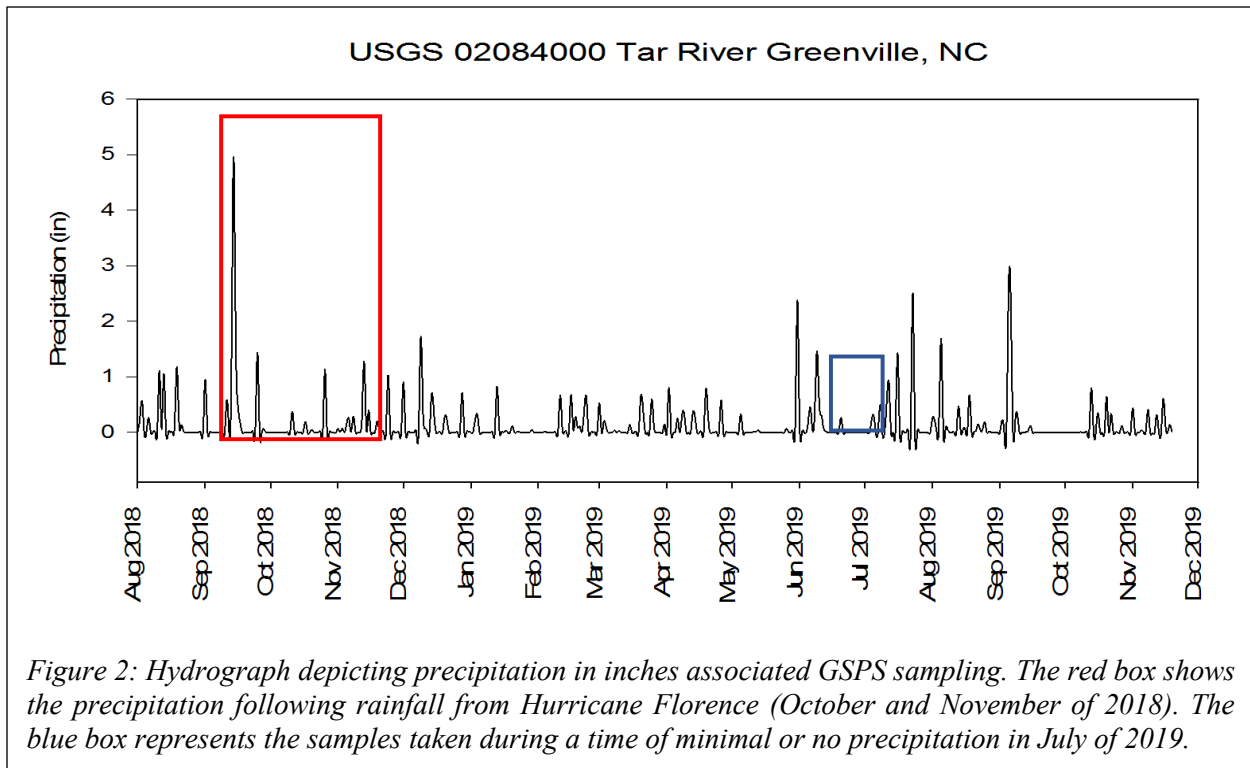 USGS 02084000 Tar River Greenville, NC
6
5
4
3
2
1
0
Precipitation (in)
Aug 2018
Sep 2018
Oct 2018
Nov 2018
Dec 2018
Jan 2019
Feb 2019
Mar 2019
Apr 2019
May 2019
Jun 2019
Jul 2019
Aug 2019
Sep 2019
Oct 2019
Nov 2019
Dec 2019
Figure 2: Hydrograph depicting precipitation in inches associated GSPS sampling. The red box shows
the precipitation following rainfall from Hurricane Florence (October and November of 2018). The
blue box represents the samples taken during a time of minimal or no precipitation in July of 2019.